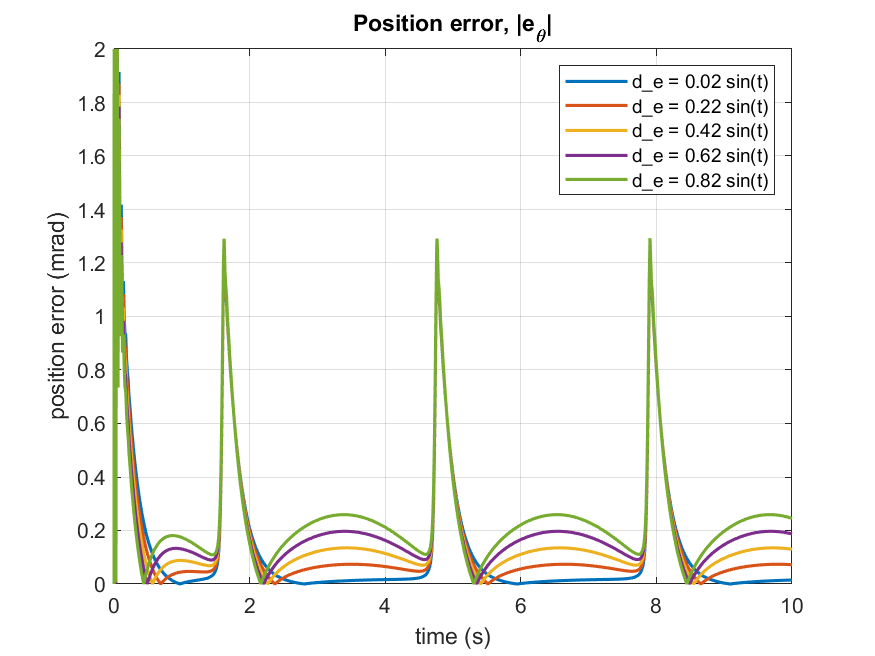 Position error, |e_θ|
2
1.8
1.6
1.4
1.2
1
0.8
0.6
0.4
0.2
0
position error (mrad)
d_e = 0.02 sin(t)
d_e = 0.22 sin(t)
d_e = 0.42 sin(t)
d_e = 0.62 sin(t)
d_e = 0.82 sin(t)
0 2 4 6 8 10
time (s)